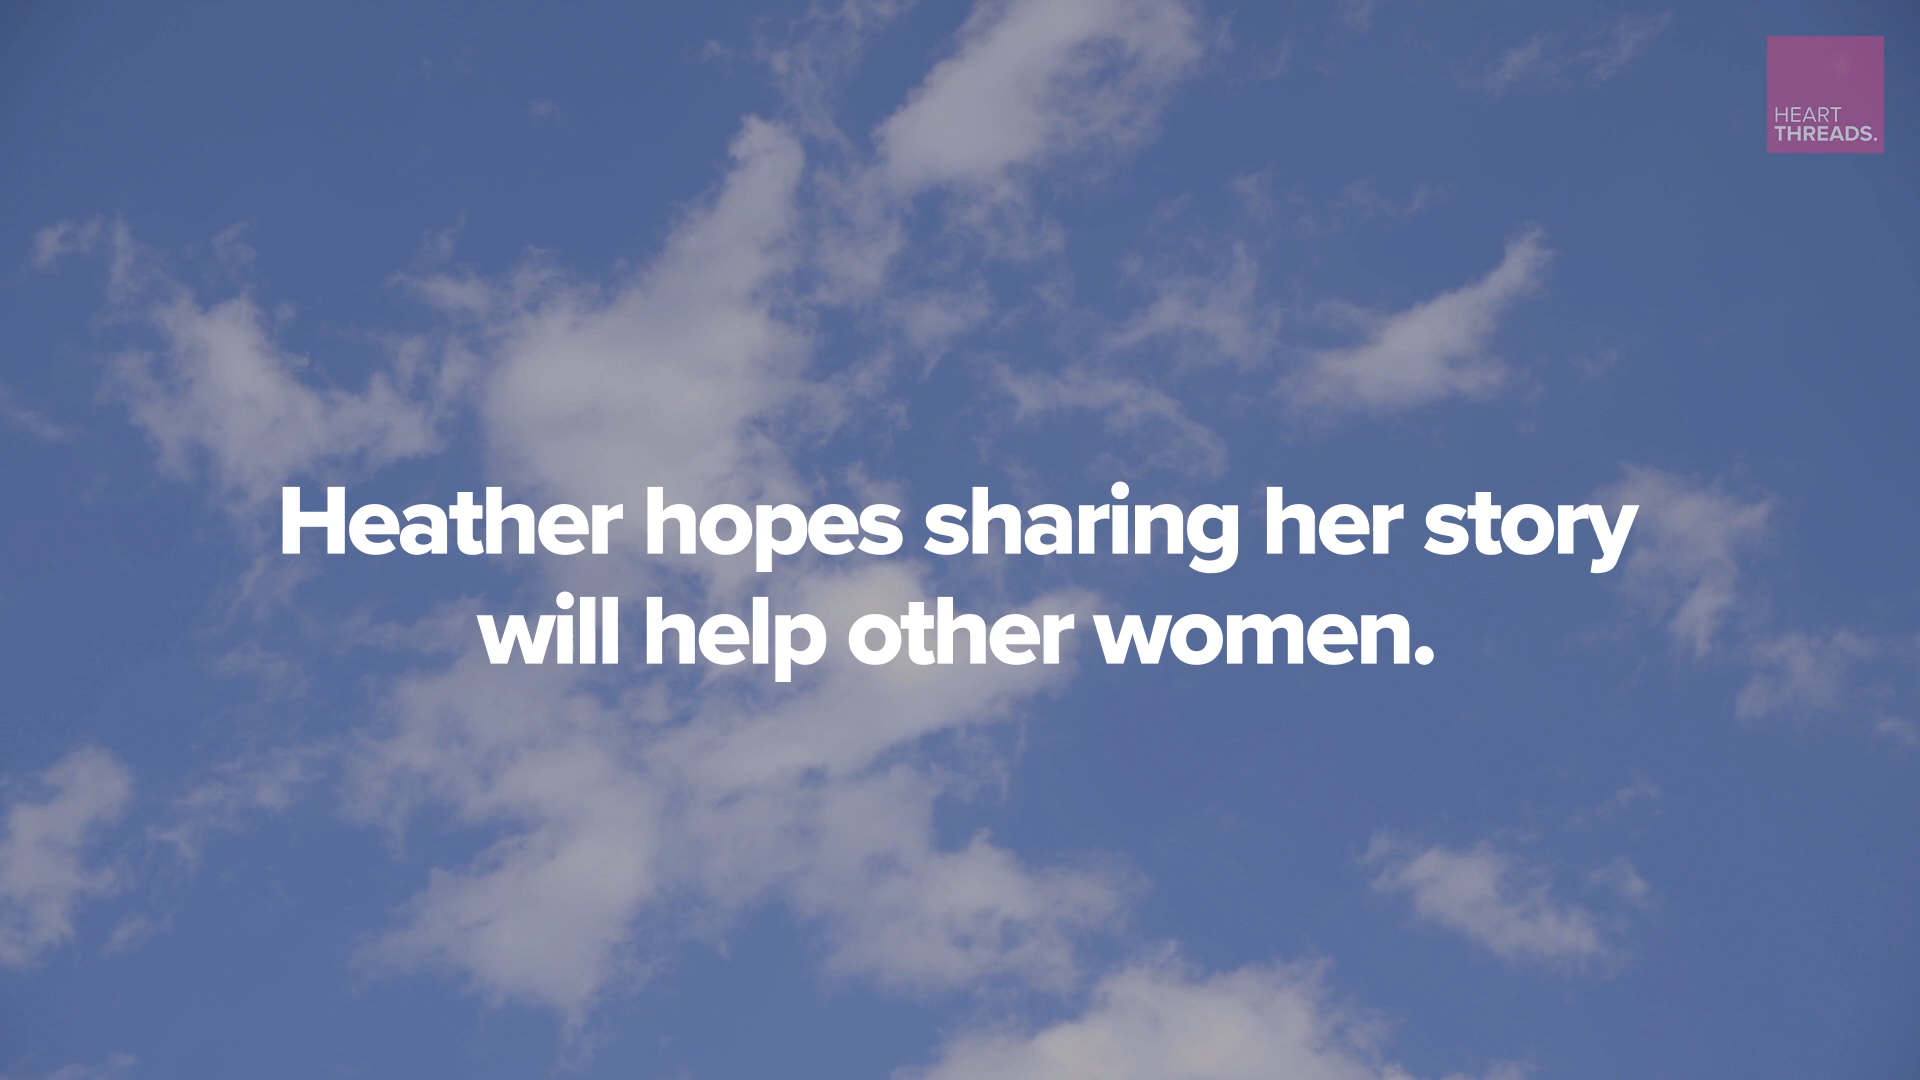 HEART
THREADS.
Heather hopes sharing her story
will help other women.